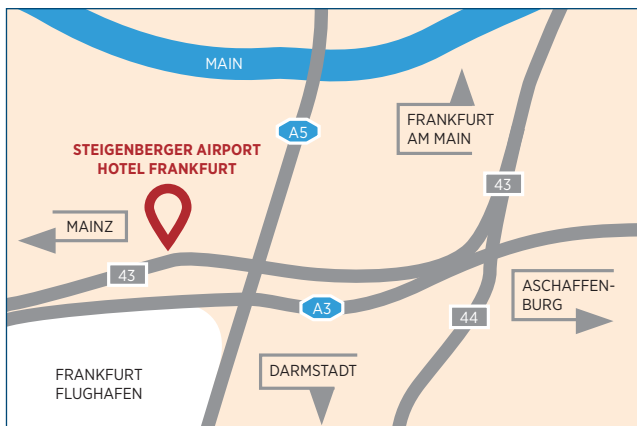 MAIN
A5
FRANKFURT
AM MAIN
STEIGENBERGER AIRPORT
HOTEL FRANKFURT
43
MAINZ
43
ASCHAFFEN-
BURG
A3
44
FRANKFURT
FLUGHAFEN
DARMSTADT